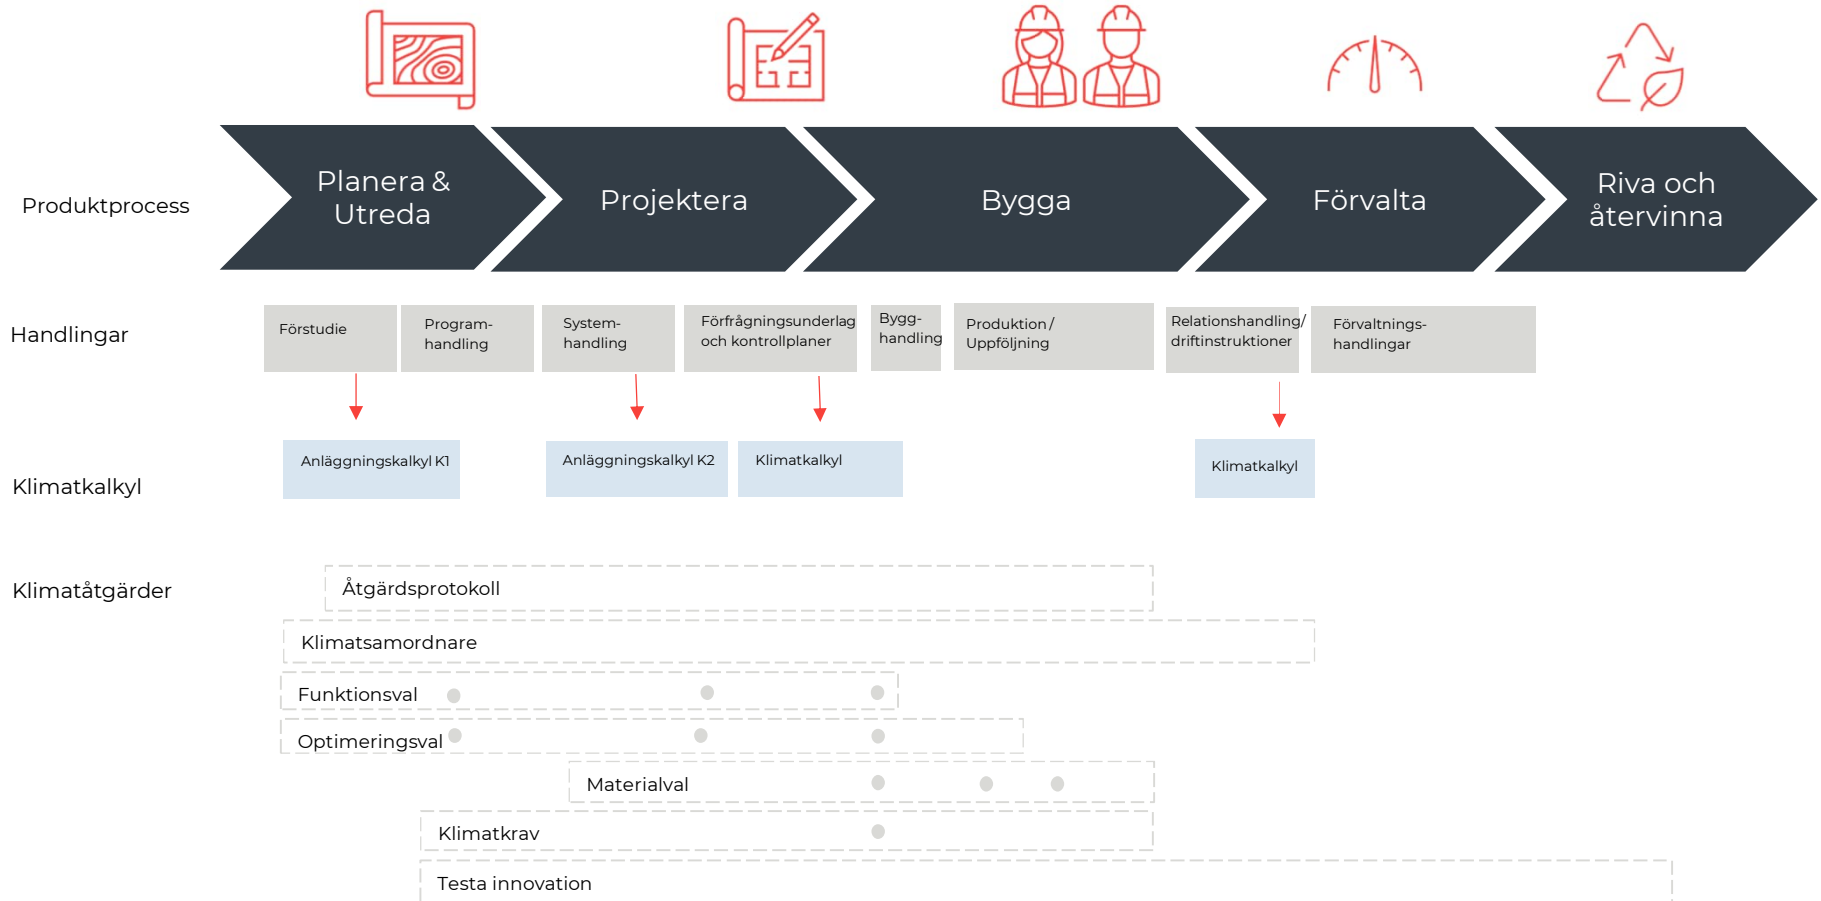 Produktprocess
Planera &
Utreda
Projektera
Bygga
Förvalta
Riva och
återvinna
Handlingar
Förstudie
Program-
handling
System-
handling
Förfrågningsunderlag
och kontrollplaner
Bygg-
handling
Produktion /
Uppföljning
Relationshandling/
driftinstruktioner
Förvaltnings-
handlingar
Klimatkalkyl
Anläggningskalkyl K1
Anläggningskalkyl K2
Klimatkalkyl
Klimatkalkyl
Klimatåtgärder
Åtgärdsprotokoll
Klimatsamordnare
Funktionsval
Optimeringsval
Materialval
Klimatkrav
Testa innovation